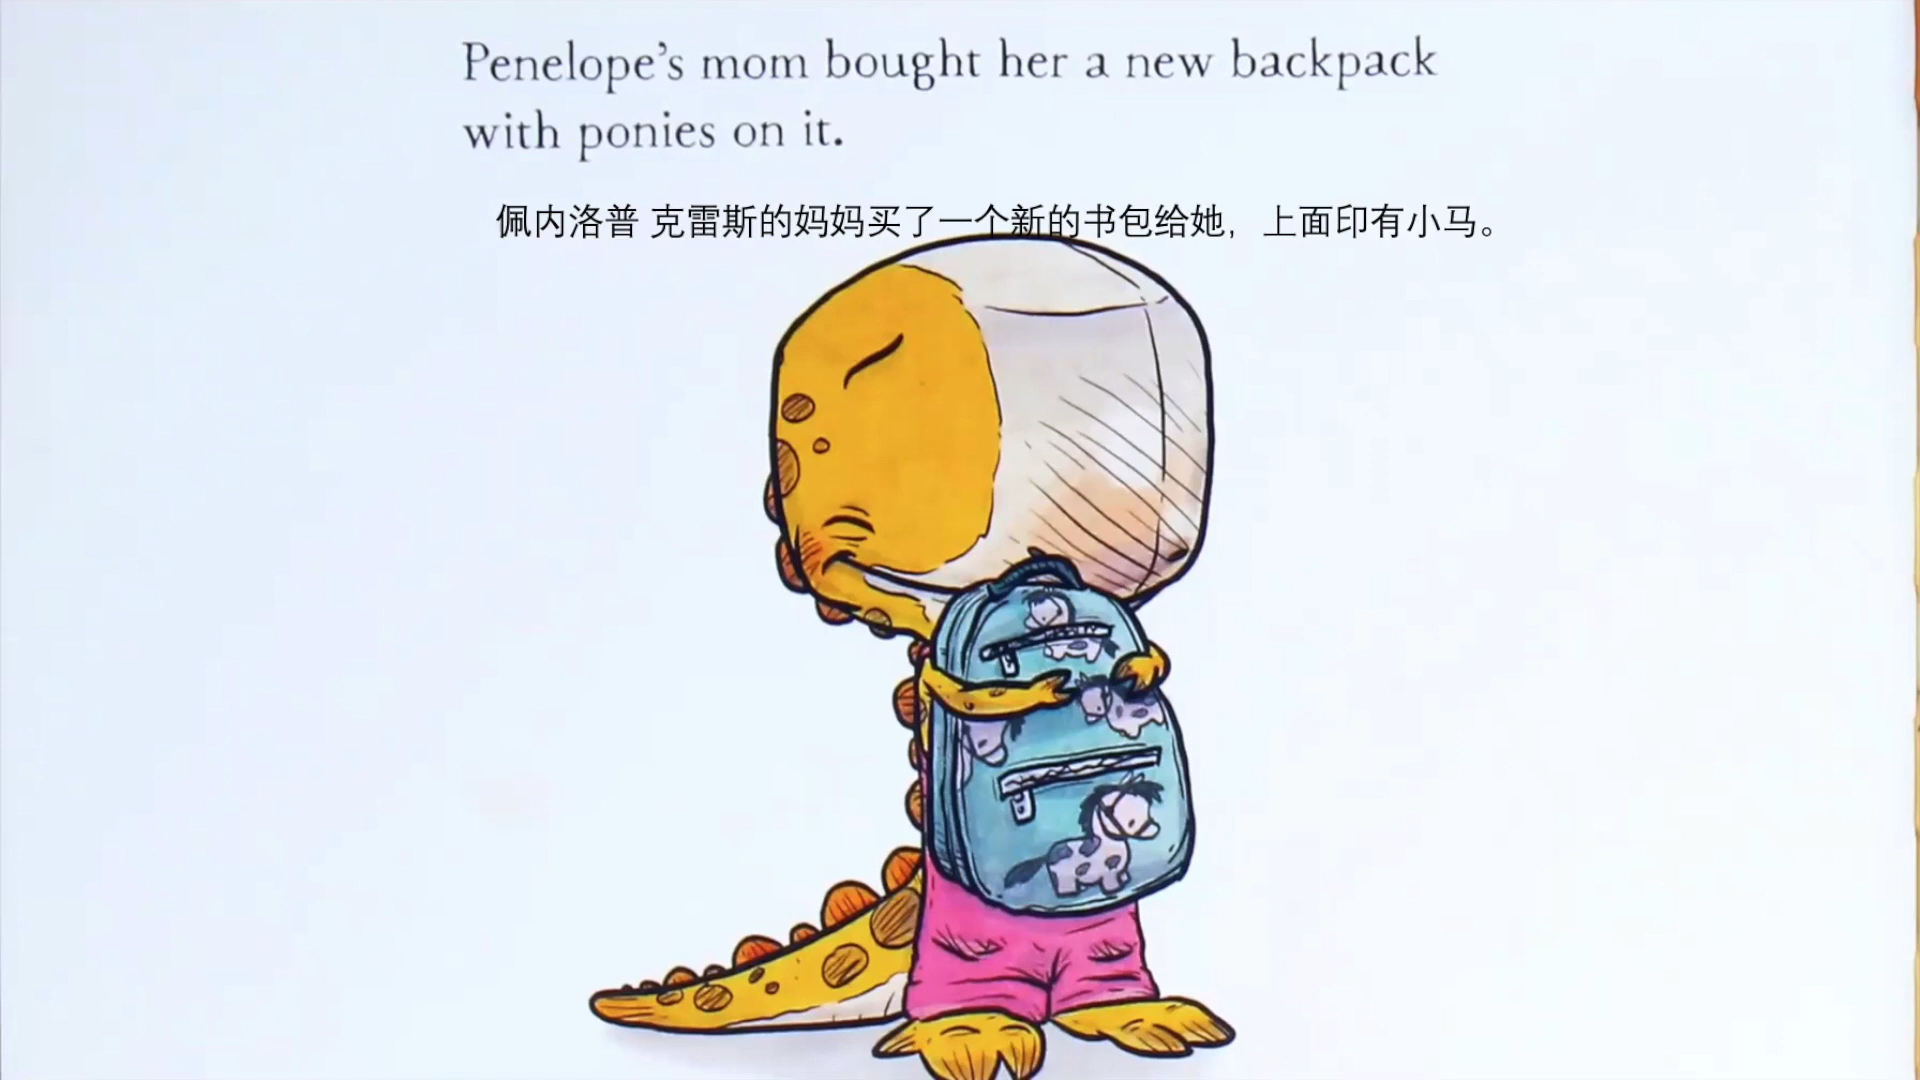 Penelope’s mom bought her a new backpack
with ponies on it.
佩内洛普 克雷斯的妈妈买了一个新的书包给她，上面印有小马。